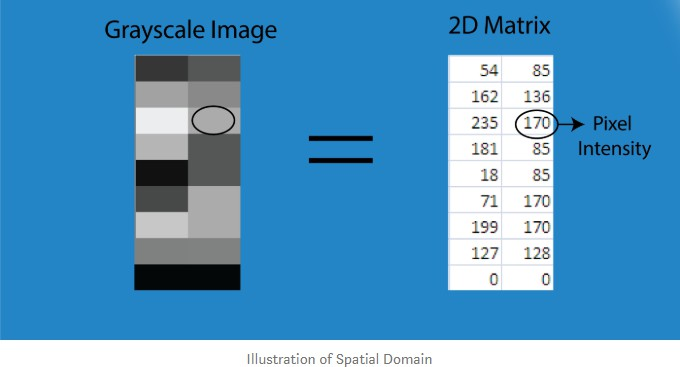 Grayscale Image
2D Matrix
54 85
162 136
235 170
181 85
18 85
71 170
199 170
127 128
0 0
Pixel
Intensity
Illustration of Spatial Domain